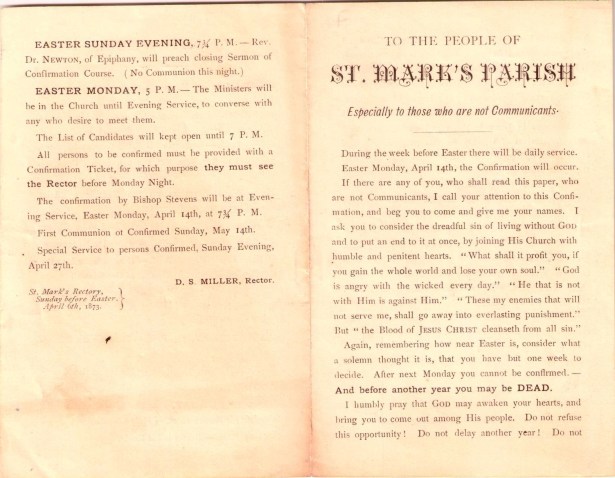 EASTER SUNDAY EVENING, 7¾ P. M. — Rev.
Dr. NEWTON, of Epiphany, will preach closing Sermon of
Confirmation Course. (No Communion this night.)
EASTER MONDAY, 5 P. M. — The Ministers will
be in the Church until Evening Service, to converse with
any who desire to meet them.
The List of Candidates will kept open until 7 P. M.
All persons to be confirmed must be provided with a
Confirmation Ticket, for which purpose they must see
the Rector before Monday Night.
The confirmation by Bishop Stevens will be at Even-
ing Service, Easter Monday, April 14th, at 7¾ P. M.
First Communion of Confirmed Sunday, May 14th.
Special Service to persons Confirmed, Sunday Evening,
April 27th.
D. S. MILLER, Rector.
St. Mark's Rectory,
Sunday before Easter.
April 6th, 1873.
TO THE PEOPLE OF
ST. MARK'S PARISH
Especially to those who are not Communicants-
During the week before Easter there will be daily service.
Easter Monday, April 14th, the Confirmation will occur.
If there are any of you, who shall read this paper, who
are not Communicants, I call your attention to this Confi-
mation, and beg you to come and give me your names. I
ask you to consider the dreadful sin of living without GOD
and to put an end to it at once, by joining His Church with
humble and penitent hearts. "What shall it profit you, if
you gain the whole world and lose your own soul." "God
is angry with the wicked every day." "He that is not
with Him is against Him." "These my enemies that will
not serve me, shall go away into everlasting punishment."
But "the Blood of JESUS CHRIST cleanseth from all sin."
Again, remembering how near Easter is, consider what
a solemn thought it is, that you have but one week to
decide. After next Monday you cannot be confirmed. —
And before another year you may be DEAD.
I humbly pray that GOD may awaken your hearts, and
bring you to come out among His people. Do not refuse
this opportunity! Do not delay another year! Do not